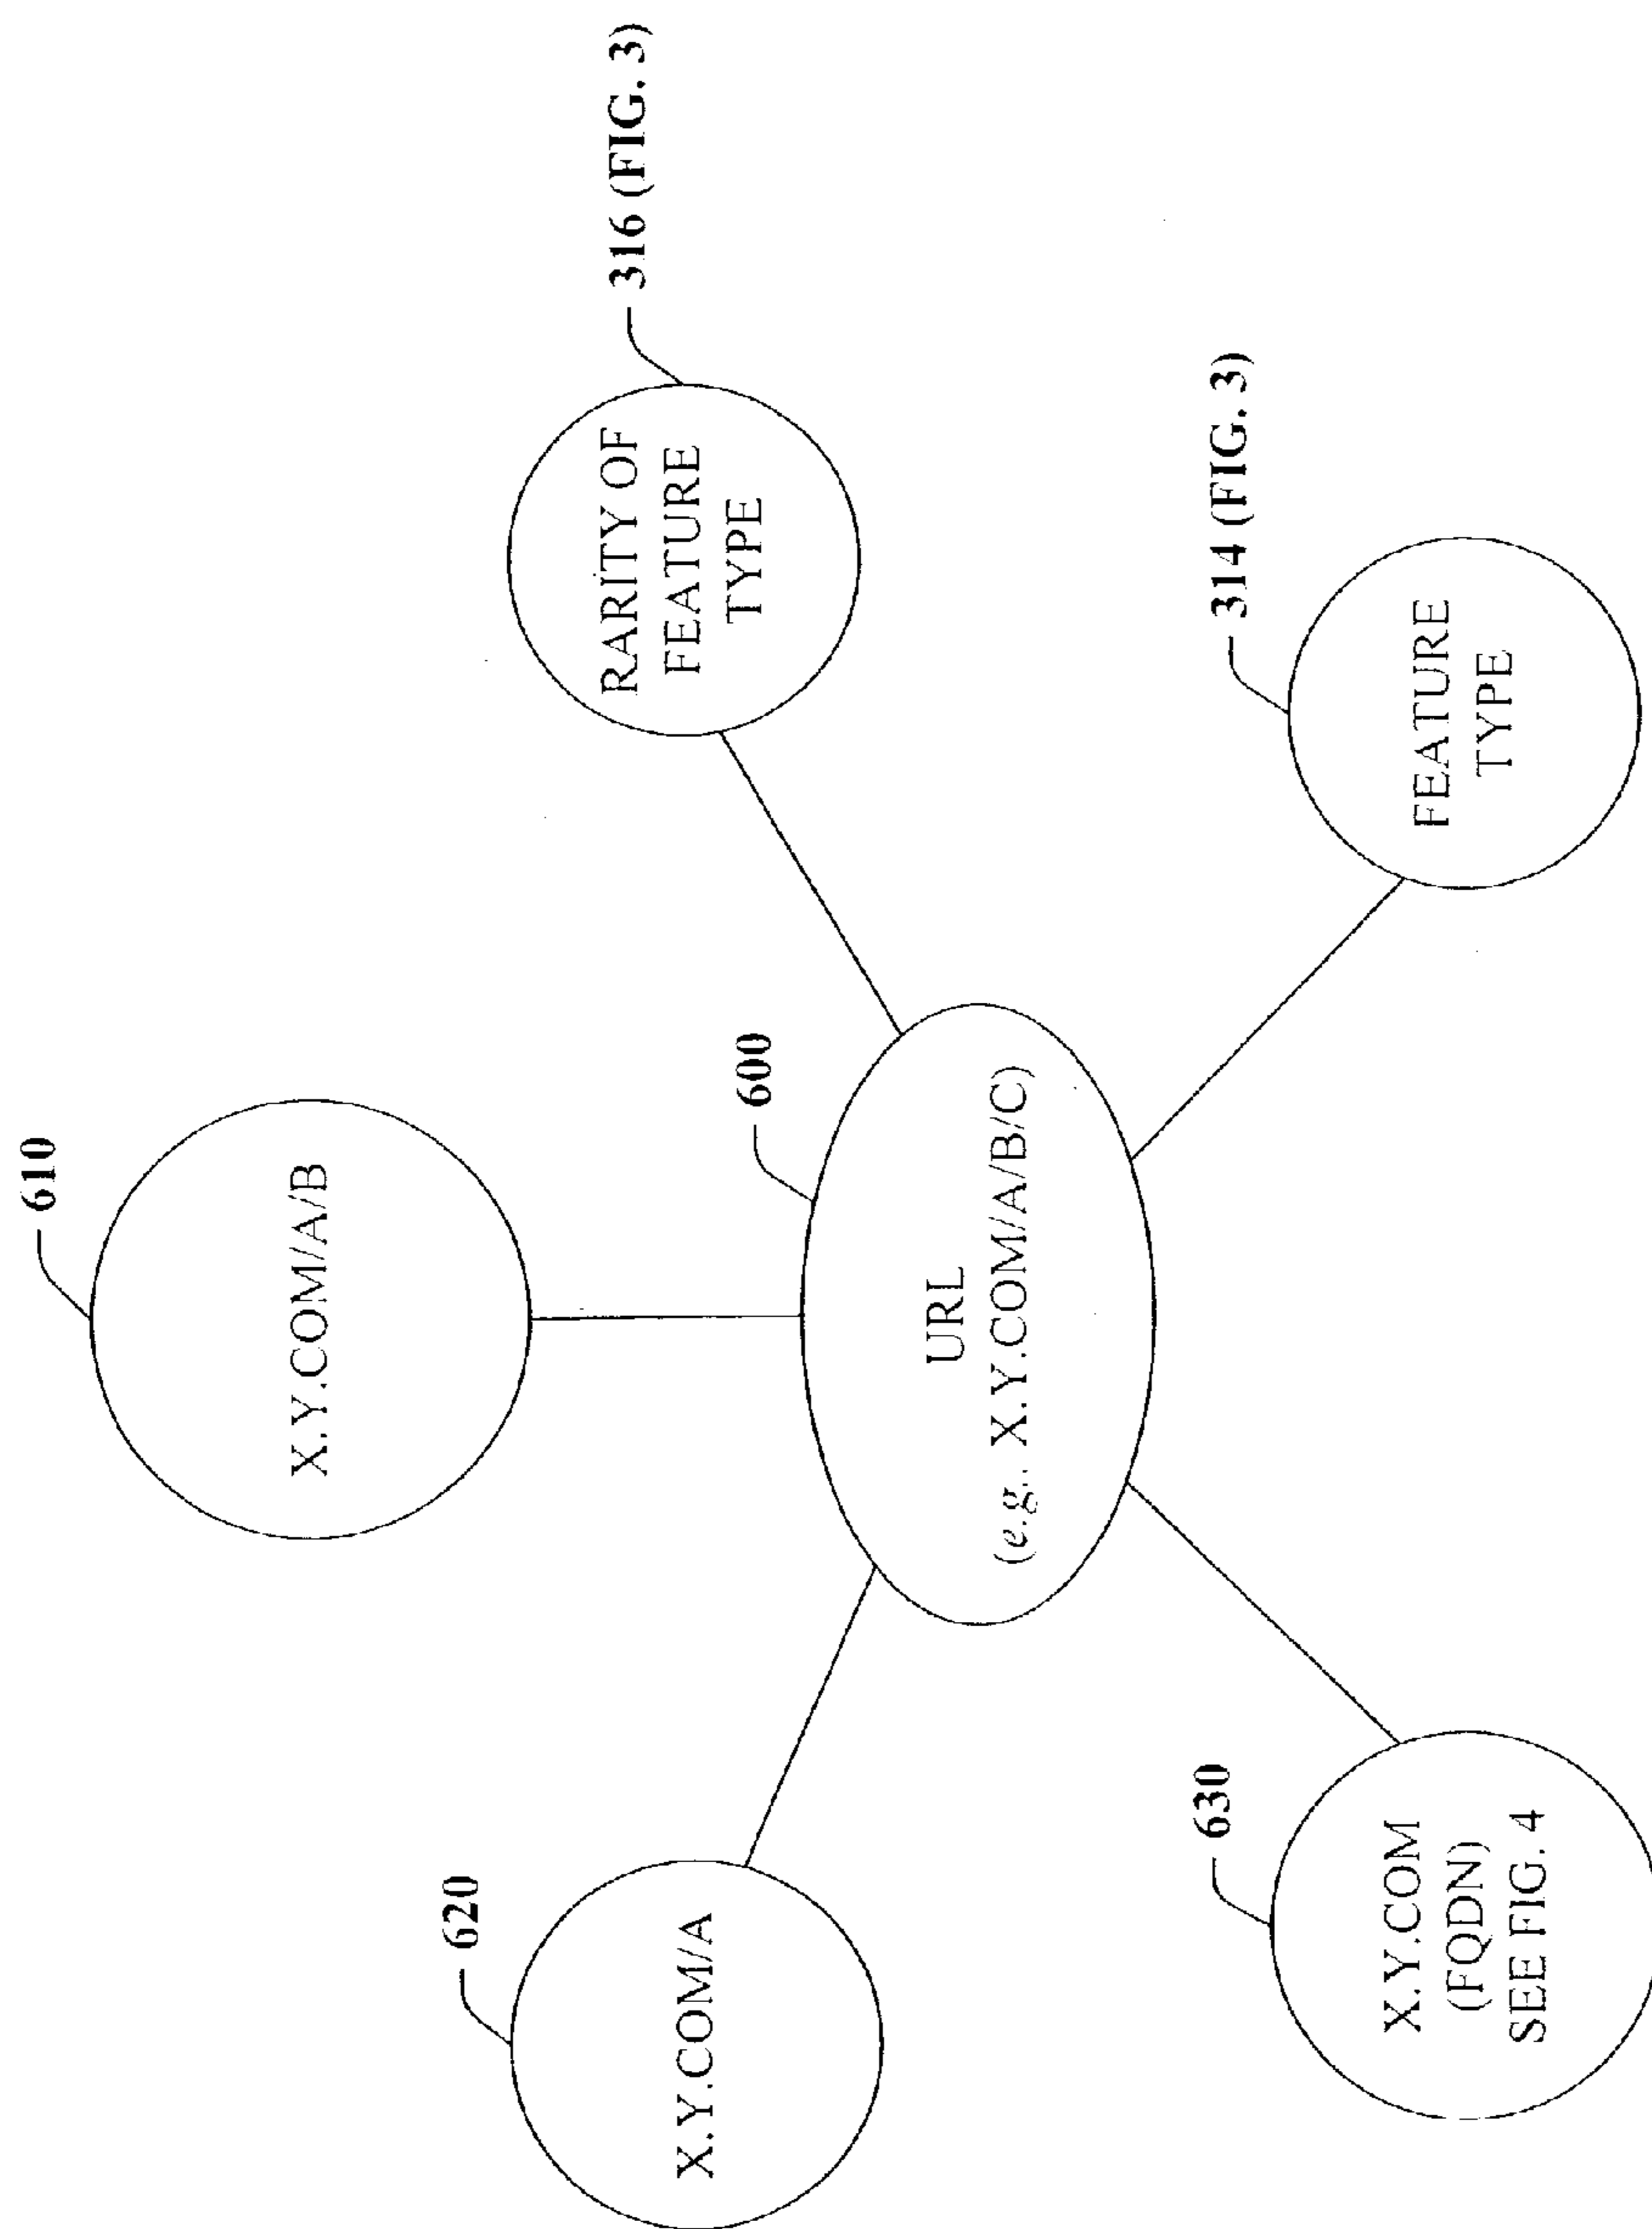 610
X.Y.COM/A/B
620
X.Y.COM/A
600
URL
(e.g.. X.Y.COM/A/B/C)
316 (FIG. 3)
RARITY OF
FEATURE
TYPE
630
X.Y.COM
(FQDN)
SEE FIG. 4
314 (FIG. 3)
FEATURE
TYPE